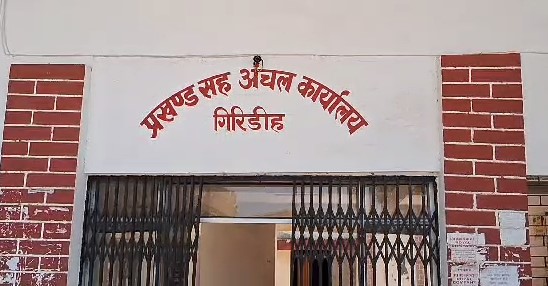 प्रखण्ड सह अंचल कार्यालय
गिरिडीह